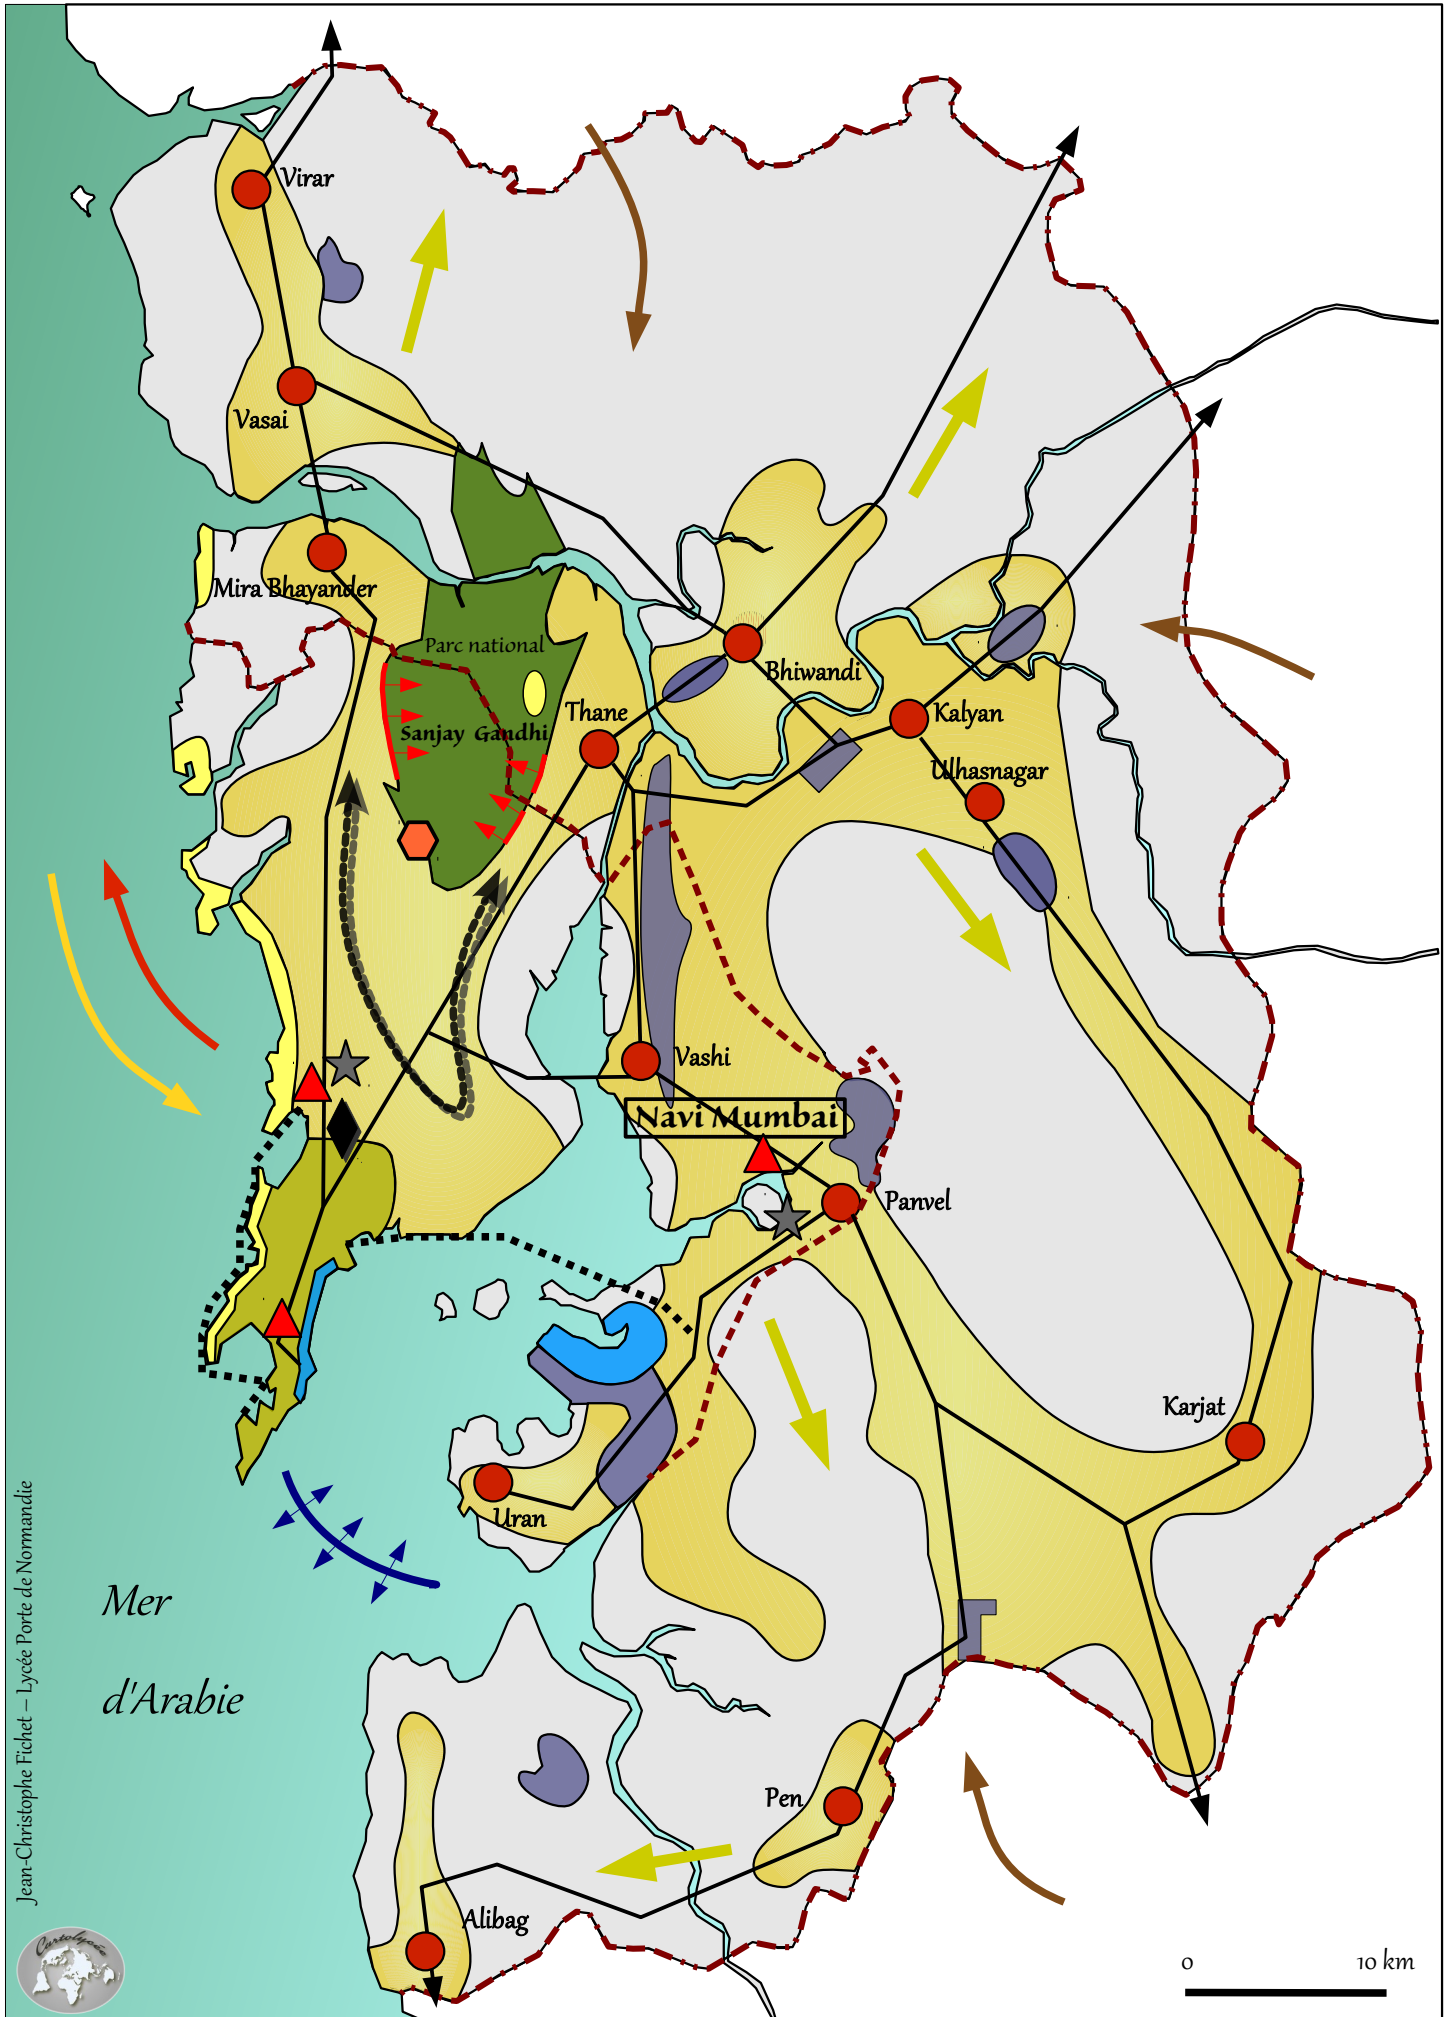 Virar
Vasai
Mira Bhayander
Parc national
Sanjay Gandhi
Thane
Bhiwandi
Kalyan
Ulhasnagar
Vashi
Navi Mumbai
Panvel
Karjat
Uran
Mer
d'Arabie
Pen
Alibag
0 10 km
Jean-Christophe Fichet – Lycée Porte de Normandie
Cartolycée